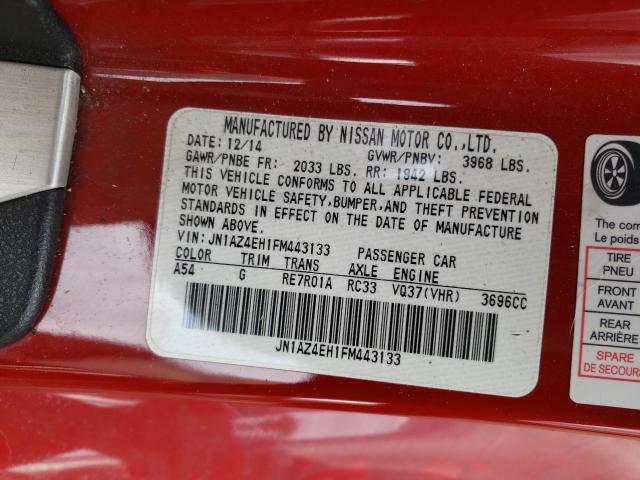 MANUFACTURED BY NISSAN MOTOR CO.,LTD.
DATE: 12/14 GVWR/PNBV: 3968 LBS.
GAWR/PNBE FR: 2033 LBS. RR: 1942 LBS.
THIS VEHICLE CONFORMS TO ALL APPLICABLE FEDERAL
MOTOR VEHICLE SAFETY,BUMPER,AND THEFT PREVENTION
STANDARDS IN EFFECT ON THE DATE OF MANUFACTURE
SHOWN ABOVE.
VIN: JN1AZ4EH1FM443133 PASSENGER CAR
COLOR TRIM TRANS AXLE ENGINE
A54 G RE7R01A RC33 VQ37(VHR) 3696CC
JN1AZ4EH1FM443133
The com
Le poids
TIRE
PNEU
FRONT
AVANT
REAR
ARRIÈRE
SPARE
DE SECOURS